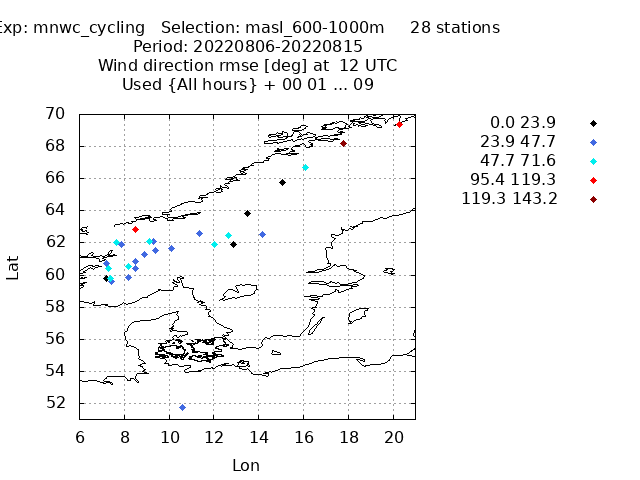 Exp: mnwc_cycling Selection: masl_600-1000m 28 stations
Period: 20220806-20220815
Wind direction rmse [deg] at 12 UTC
Used {All hours} + 00 01 ... 09
0.0 23.9
23.9 47.7
47.7 71.6
95.4 119.3
119.3 143.2
70
68
66
64
62
60
58
56
54
52
Lat
6 8 10 12 14 16 18 20
Lon